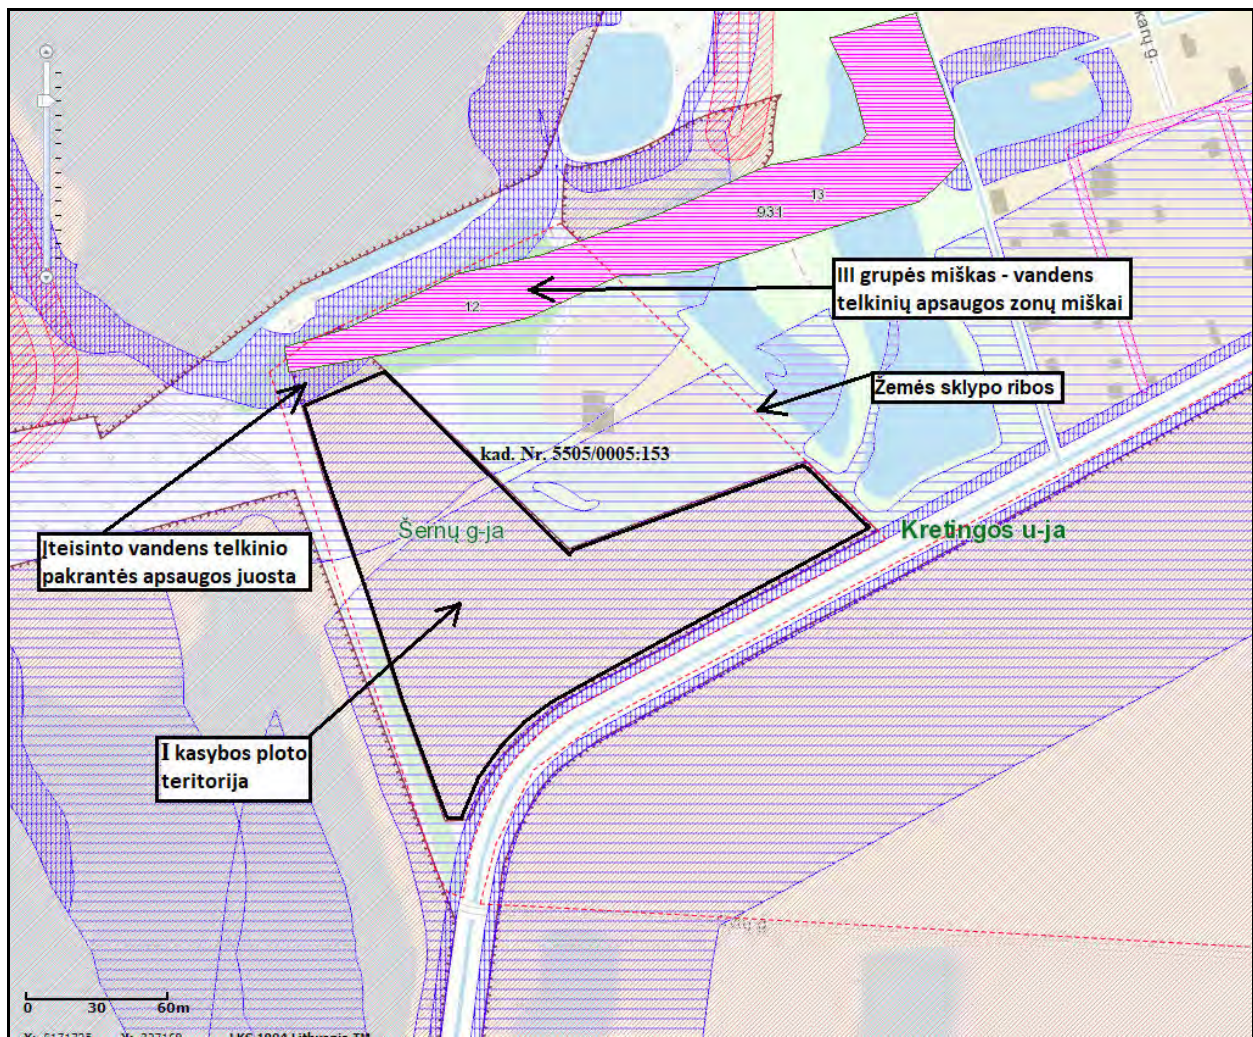 karų g.
13
931
III grupės miškas - vandens
telkinių apsaugos zonų miškai
12
Žemės sklypo ribos
kad. Nr. 5505/0005:153
Šernų g-ja
Kretingos u-ja
Įteisinto vandens telkinio
pakrantės apsaugos juosta
I kasybos ploto
teritorija
0 30 60m